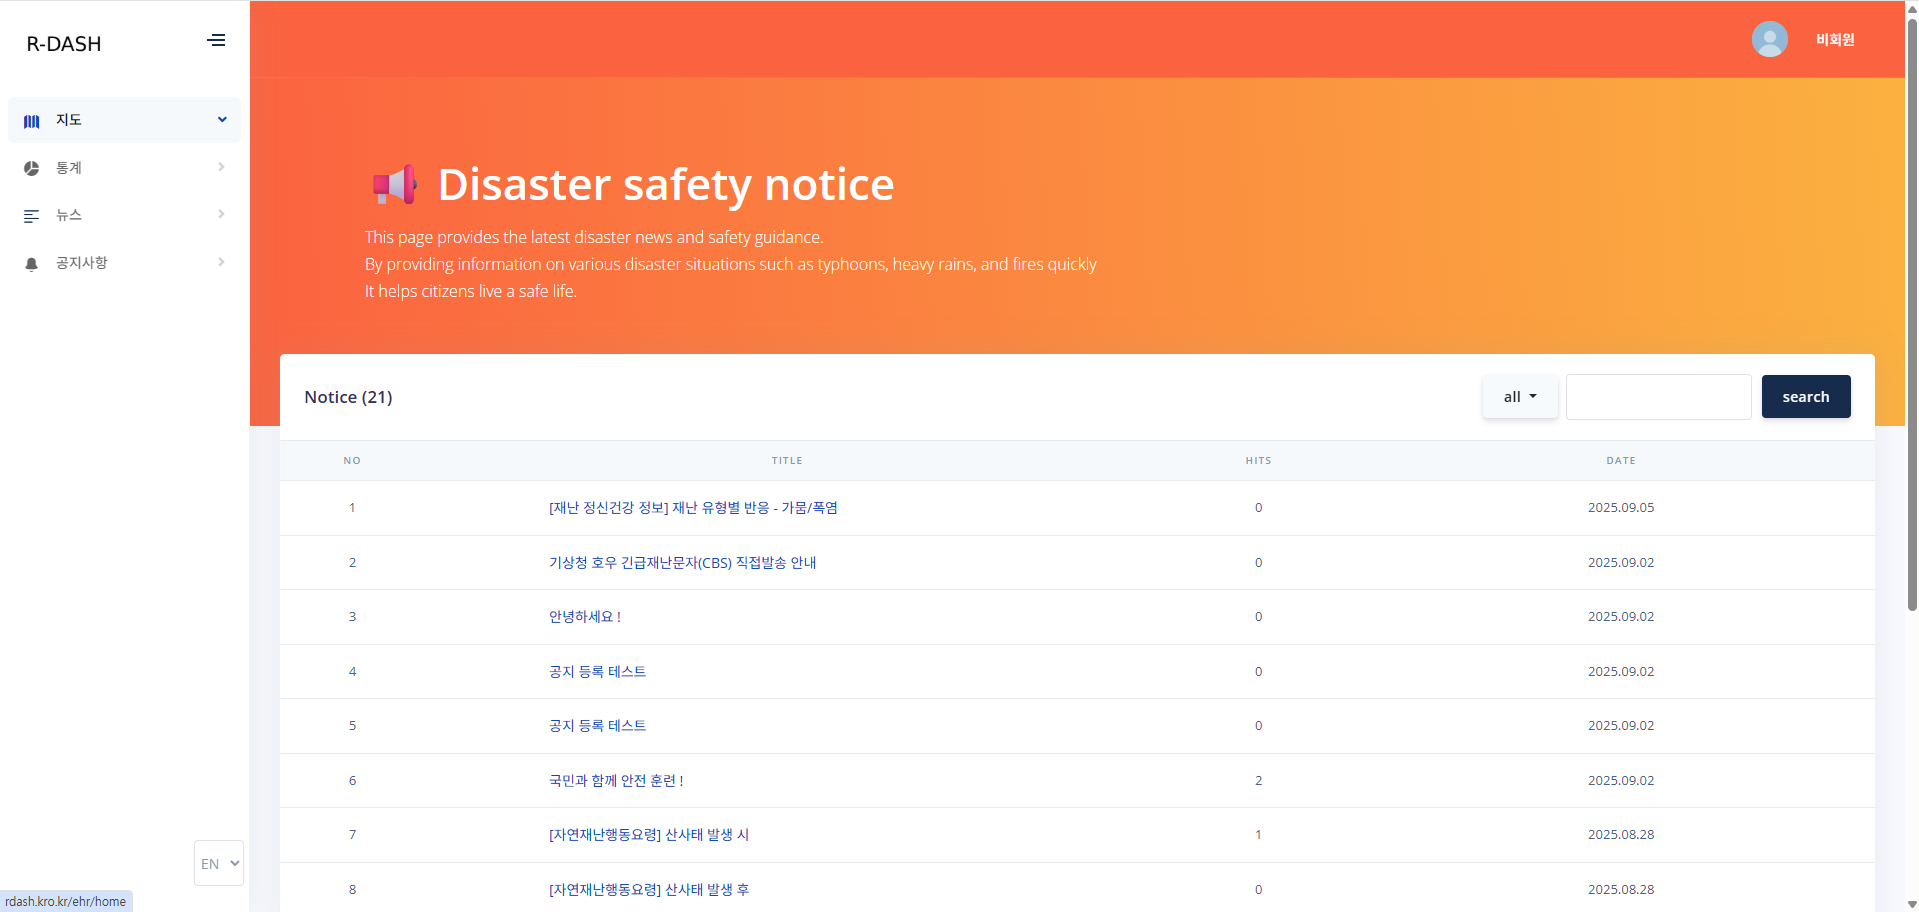 R-DASH
비회원
지도
통계
뉴스
공지사항
Disaster safety notice
This page provides the latest disaster news and safety guidance.
By providing information on various disaster situations such as typhoons, heavy rains, and fires quickly
It helps citizens live a safe life.
Notice (21)
all
search
NO TITLE HITS DATE
1 [재난 정신건강 정보] 재난 유형별 반응 - 가뭄/폭염 0 2025.09.05
2 기상청 호우 긴급재난문자(CBS) 직접발송 안내 0 2025.09.02
3 안녕하세요 ! 0 2025.09.02
4 공지 등록 테스트 0 2025.09.02
5 공지 등록 테스트 0 2025.09.02
6 국민과 함께 안전 훈련 ! 2 2025.09.02
7 [자연재난행동요령] 산사태 발생 시 1 2025.08.28
8 [자연재난행동요령] 산사태 발생 후 0 2025.08.28
EN
rdash.kro.kr/ehr/home